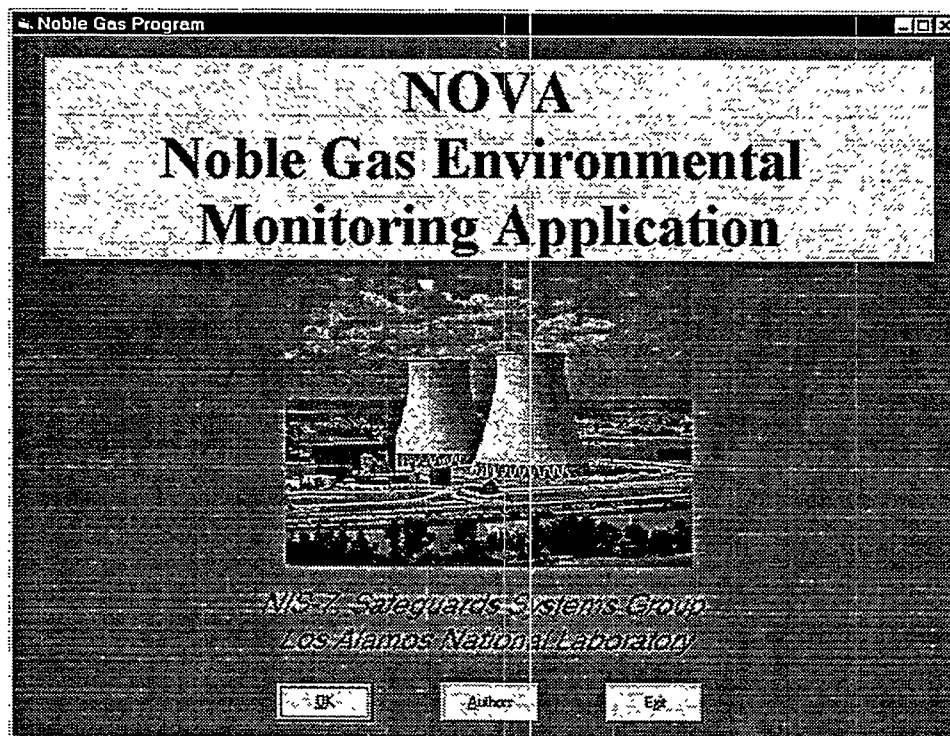 Noble Gas Program
NOVA
Noble Gas Environmental
Monitoring Application
NIS-7, Safeguards Systems Group
Los Alamos National Laboratory
OK
Authors
Exit